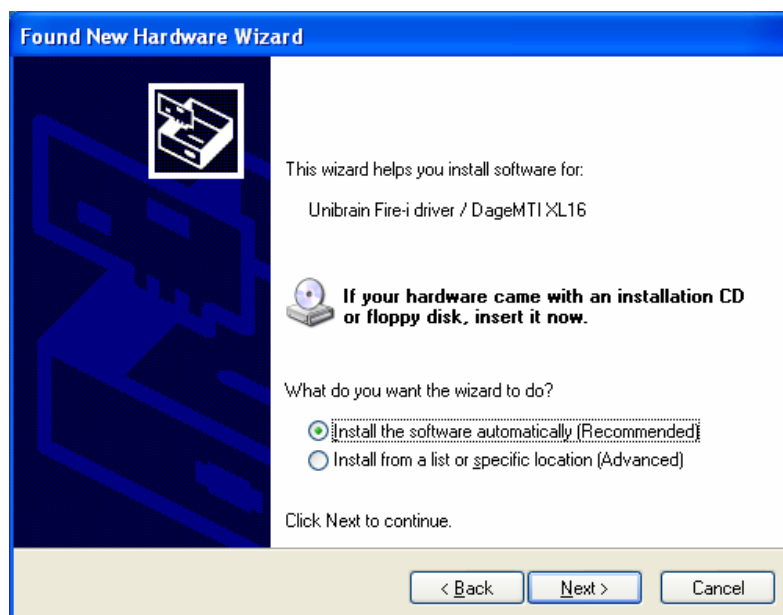 Found New Hardware Wizard
This wizard helps you install software for:
Unibrain Fire-i driver / DageMTI XL16
If your hardware came with an installation CD
or floppy disk, insert it now.
What do you want the wizard to do?
Install the software automatically (Recommended)
Install from a list or specific location (Advanced)
Click Next to continue.
< Back Next > Cancel